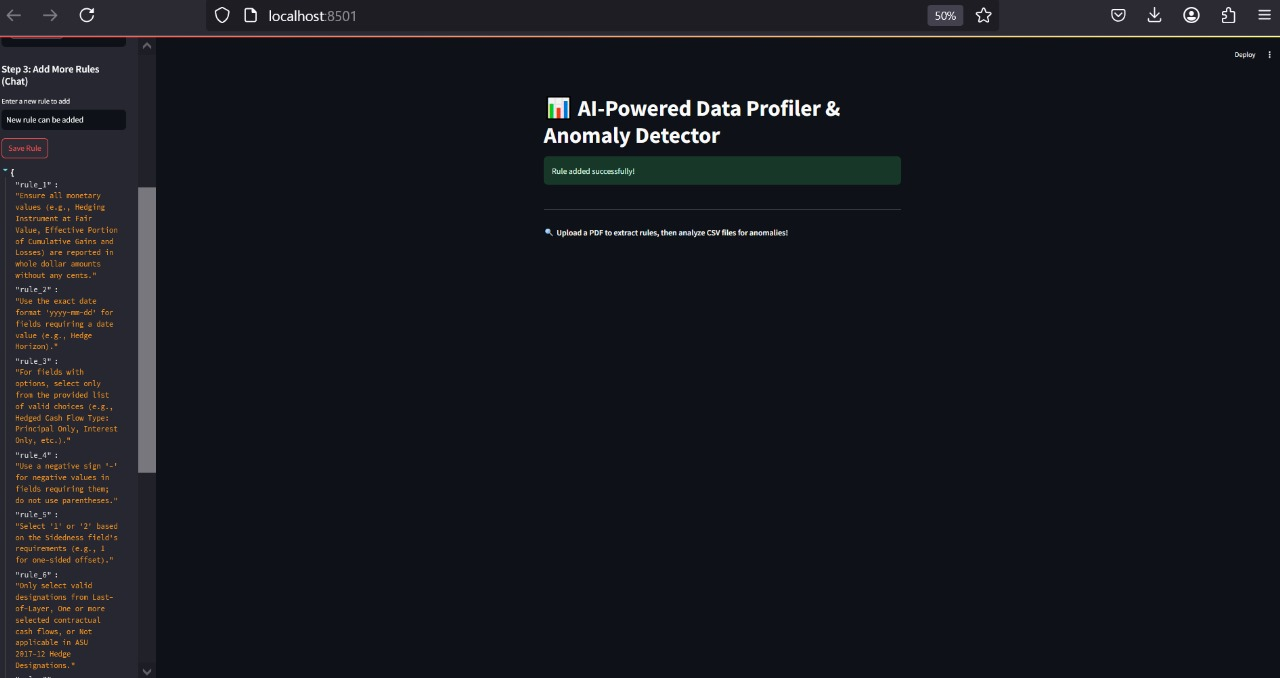 localhost:8501
50%
Deploy
Step 3: Add More Rules
(Chat)
Enter a new rule to add
New rule can be added
Save Rule
{
"rule_1" :
"Ensure all monetary
values (e.g., Hedging
Instrument at Fair
Value, Effective Portion
of Cumulative Gains and
Losses) are reported in
whole dollar amounts
without any cents."
"rule_2" :
"Use the exact date
format 'yyyy-mm-dd' for
fields requiring a date
value (e.g., Hedge
Horizon)."
"rule_3" :
"For fields with
options, select only
from the provided list
of valid choices (e.g.,
Hedged Cash Flow Type:
Principal Only, Interest
Only, etc.)."
"rule_4" :
"Use a negative sign '-'
for negative values in
fields requiring them;
do not use parentheses."
"rule_5" :
"Select '1' or '2' based
on the Sidedness field's
requirements (e.g., 1
for one-sided offset)."
"rule_6" :
"Only select valid
designations from Last-
of-Layer, One or more
selected contractual
cash flows, or Not
applicable in ASU
2017-12 Hedge
Designations."
AI-Powered Data Profiler &
Anomaly Detector
Rule added successfully!
Upload a PDF to extract rules, then analyze CSV files for anomalies!